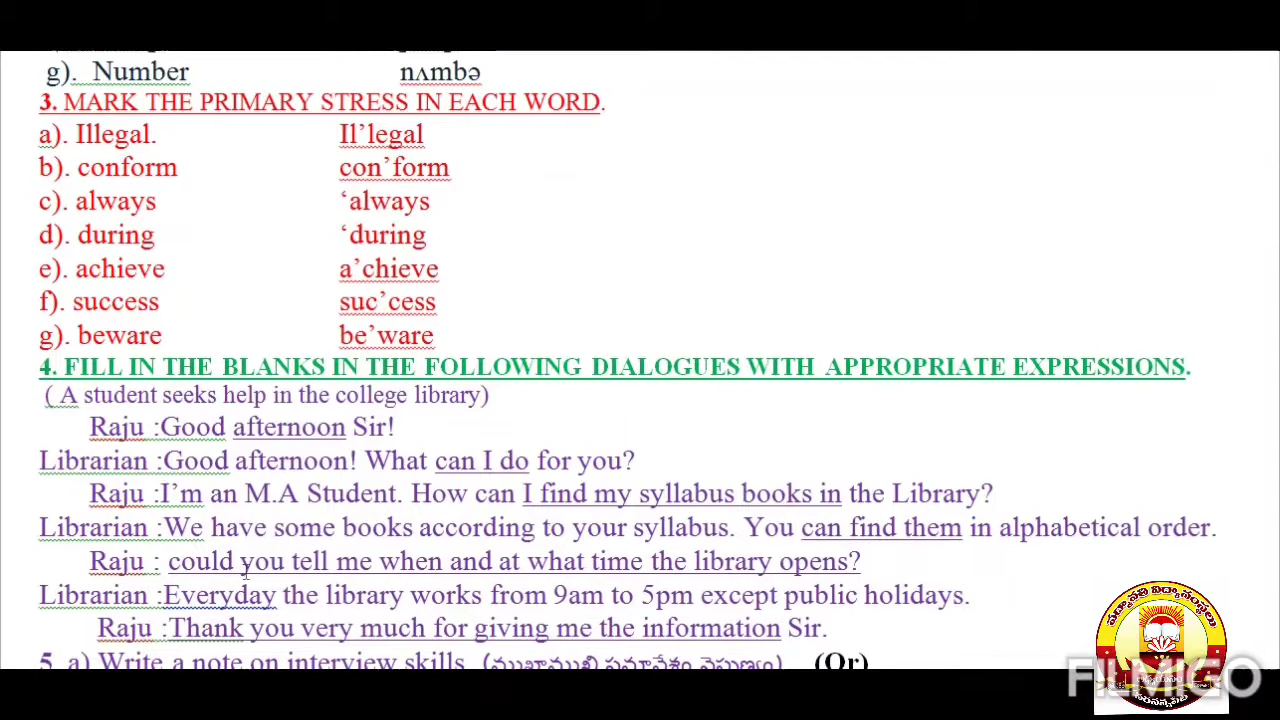 g). Number nʌmbə
3. MARK THE PRIMARY STRESS IN EACH WORD.
a). Illegal. Il’legal
b). conform con’form
c). always ‘always
d). during ‘during
e). achieve a’chieve
f). success suc’cess
g). beware be’ware
4. FILL IN THE BLANKS IN THE FOLLOWING DIALOGUES WITH APPROPRIATE EXPRESSIONS.
( A student seeks help in the college library)
Raju :Good afternoon Sir!
Librarian :Good afternoon! What can I do for you?
Raju :I’m an M.A Student. How can I find my syllabus books in the Library?
Librarian :We have some books according to your syllabus. You can find them in alphabetical order.
Raju : could you tell me when and at what time the library opens?
Librarian :Everyday the library works from 9am to 5pm except public holidays.
Raju :Thank you very much for giving me the information Sir.
5. a) Write a note on interview skills (ముఖాముఖి సమావేశం నైపుణ్యం) (Or)
FILMIGO